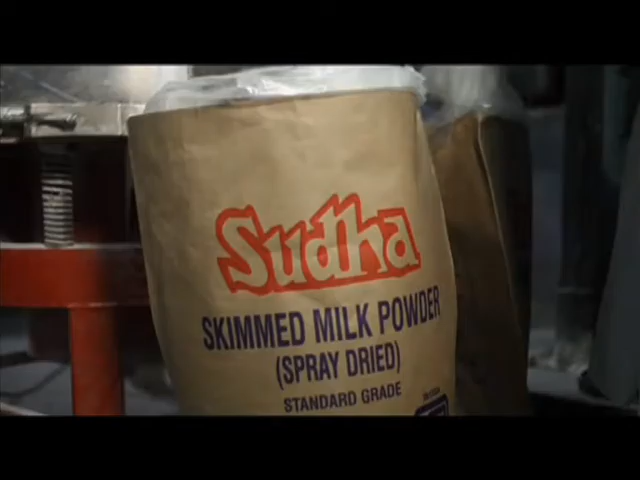 Sudha
SKIMMED MILK POWDER
(SPRAY DRIED)
STANDARD GRADE